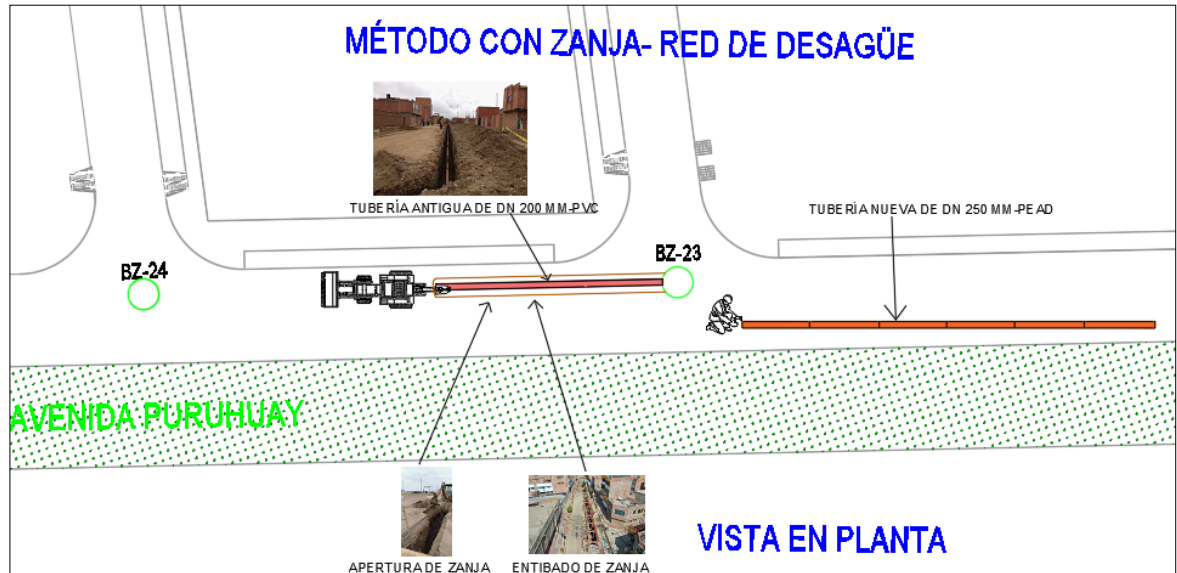 MÉTODO CON ZANJA- RED DE DESAGÜE
TUBERÍA ANTIGUA DE DN 200 MM-PVC
TUBERÌA NUEVA DE DN 250 MM-PEAD
BZ-24
BZ-23
AVENIDA PURUHUAY
APERTURA DE ZANJA
ENTIBADO DE ZANJA
VISTA EN PLANTA